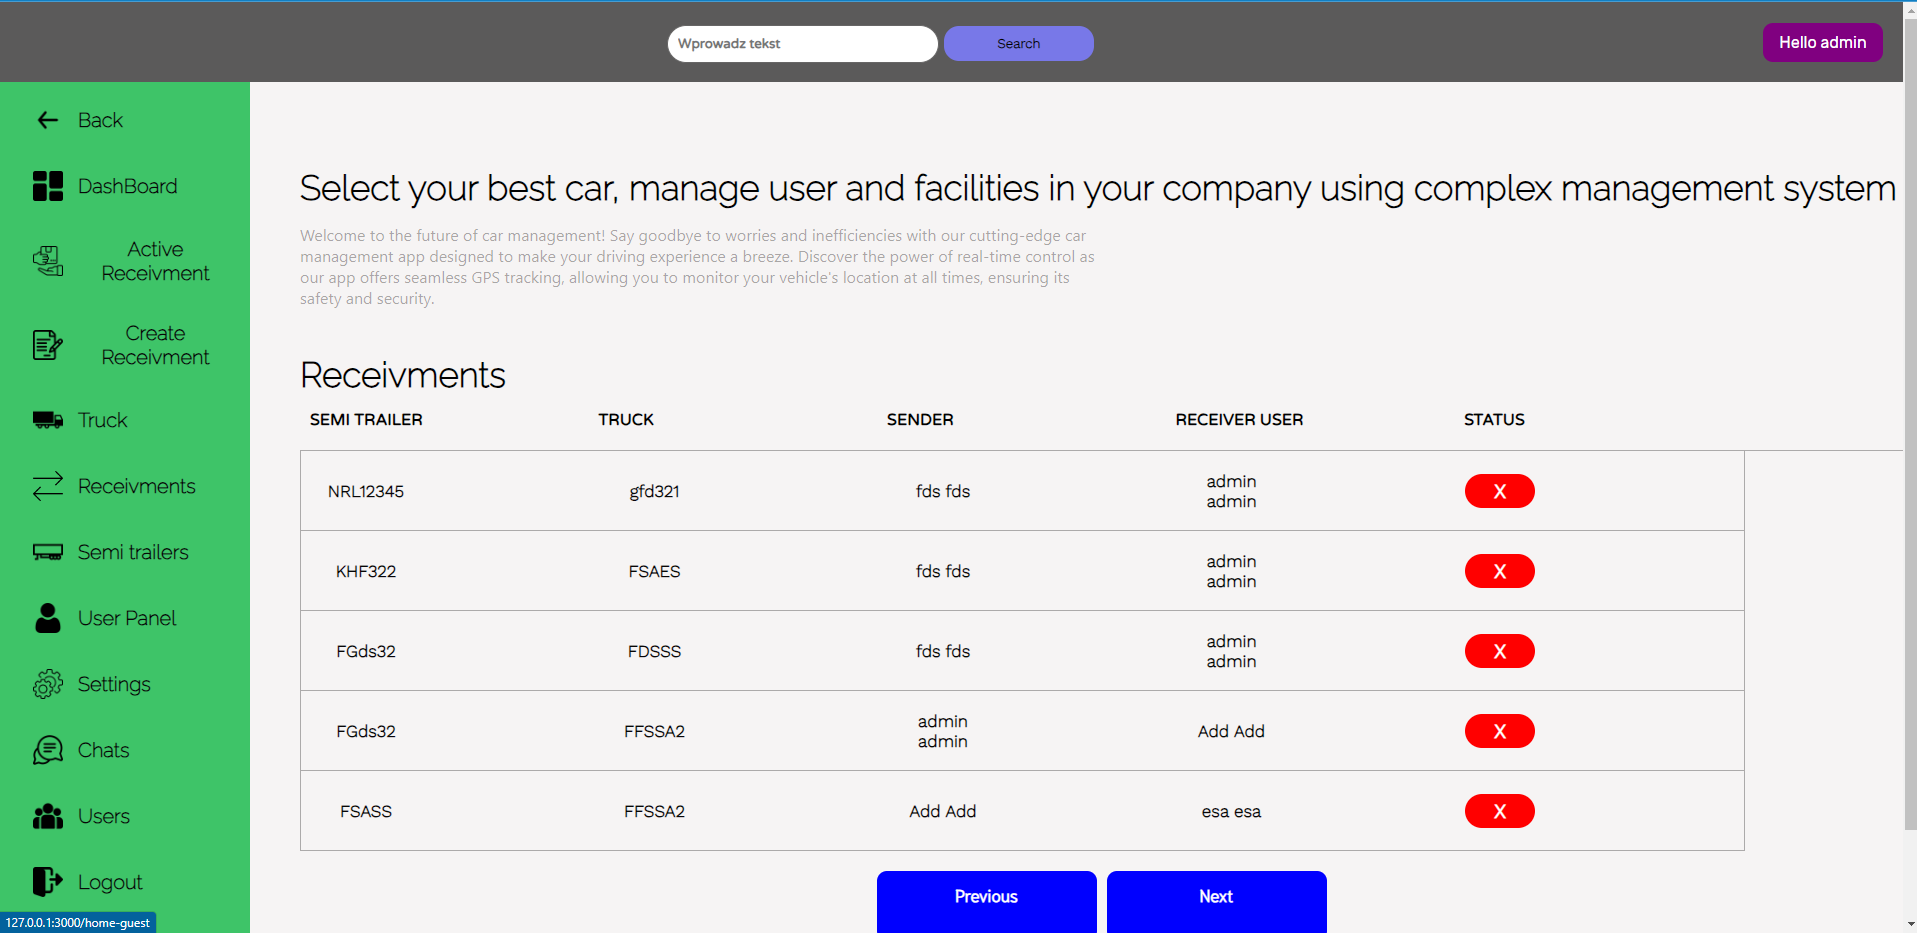 Wprowadz tekst
Search
Hello admin
Back
DashBoard
Active
Receivment
Create
Receivment
Truck
Receivments
Semi trailers
User Panel
Settings
Chats
Users
Logout
Select your best car, manage user and facilities in your company using complex management system
Welcome to the future of car management! Say goodbye to worries and inefficiencies with our cutting-edge car
management app designed to make your driving experience a breeze. Discover the power of real-time control as
our app offers seamless GPS tracking, allowing you to monitor your vehicle's location at all times, ensuring its
safety and security.
Receivments
SEMI TRAILER TRUCK SENDER RECEIVER USER STATUS
NRL12345 gfd321 fds fds admin admin X
KHF322 FSAES fds fds admin admin X
FGds32 FDSSS fds fds admin admin X
FGds32 FFSSA2 admin admin Add Add X
FSASS FFSSA2 Add Add esa esa X
Previous Next
127.0.0.1:3000/home-guest